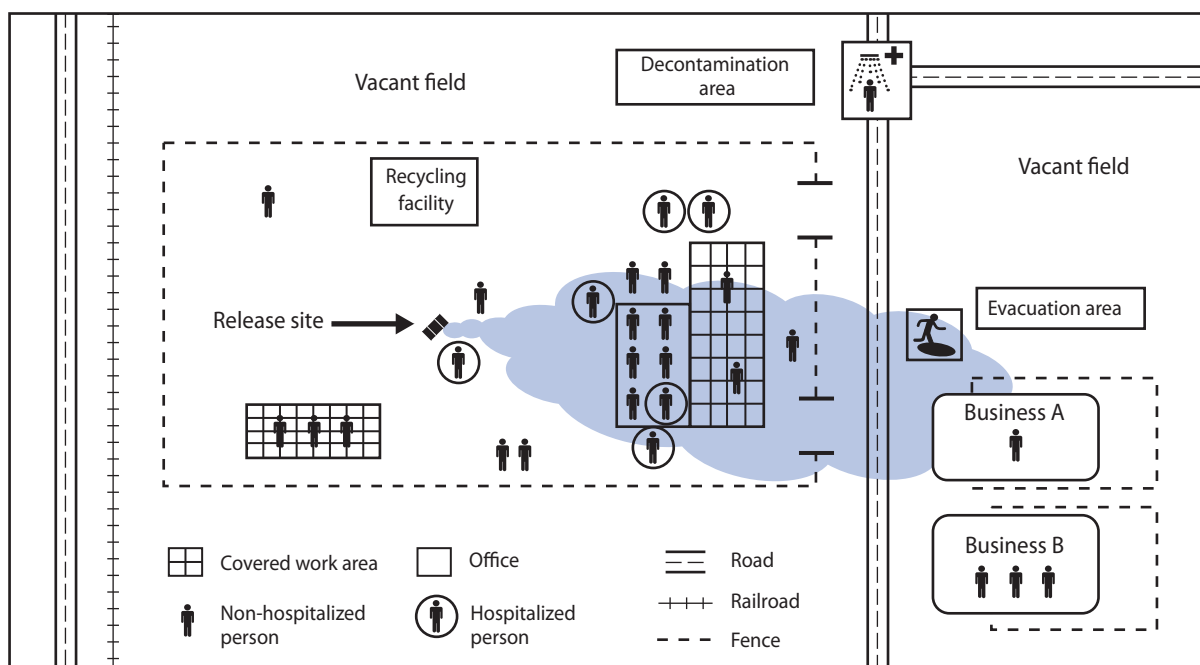 Decontamination
area
Vacant field
Vacant field
Recycling
facility
Release site
Evacuation area
Business A
Business B
Covered work area
Office
Road
Non-hospitalized
person
Hospitalized
person
Railroad
Fence